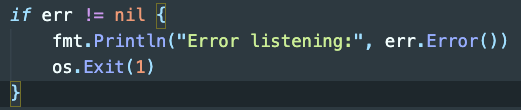 if err != nil {
    fmt.Println("Error listening:", err.Error())
    os.Exit(1)
}